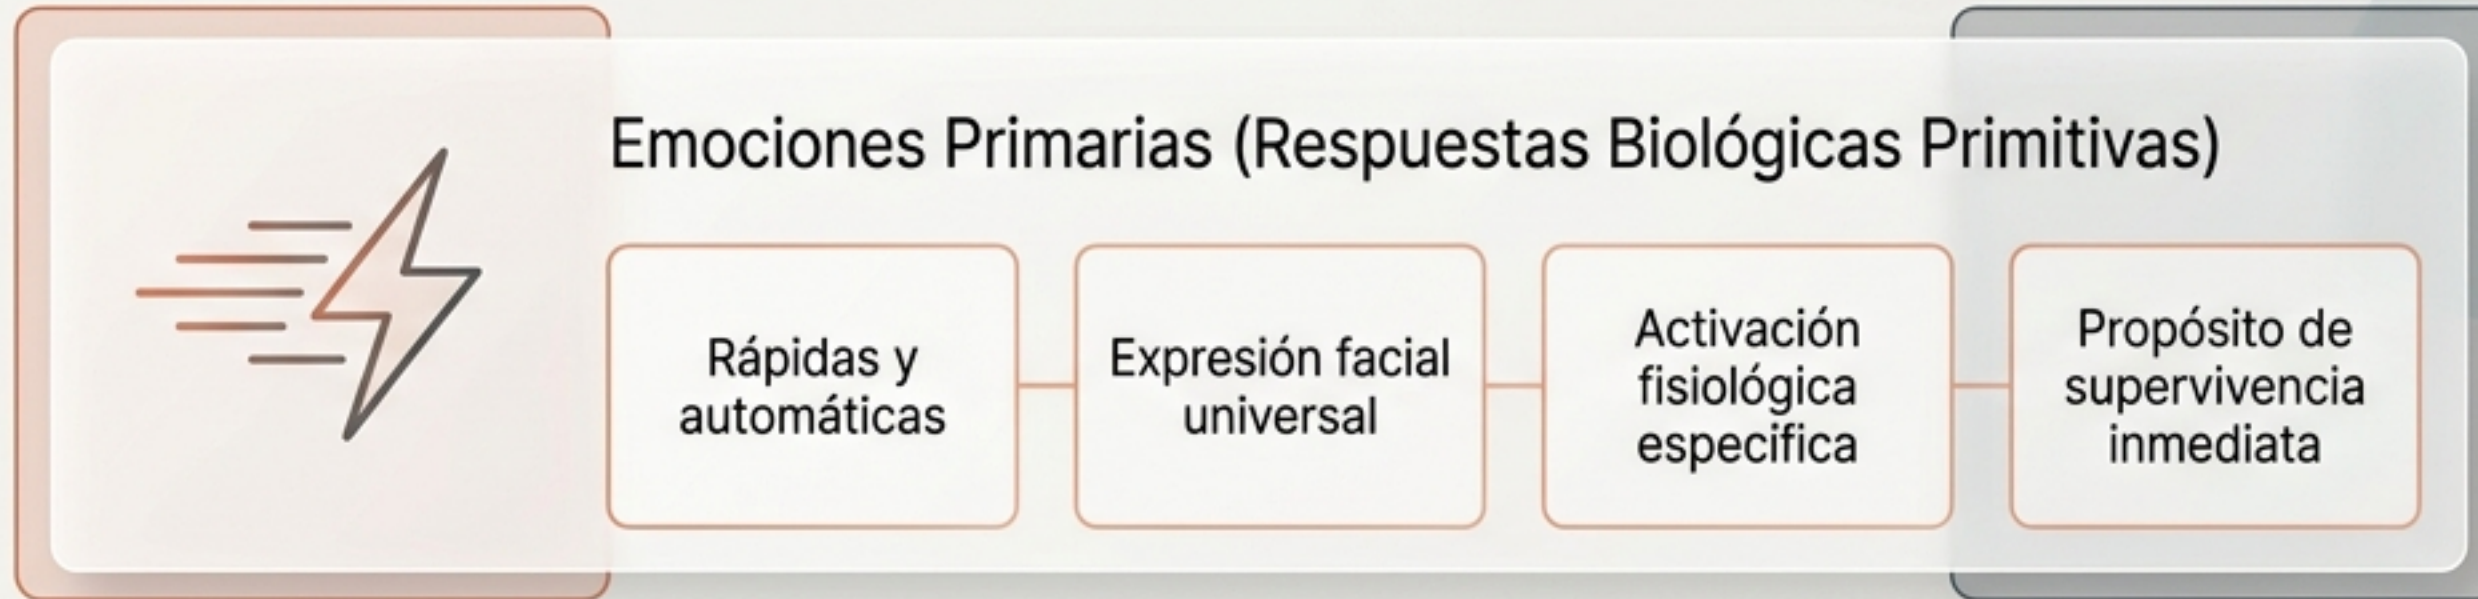 Emociones Primarias (Respuestas Biológicas Primitivas)
Rápidas y
automáticas
Expresión facial
universal
Activación
fisiológica
especifica
Propósito de
supervivencia
inmediata